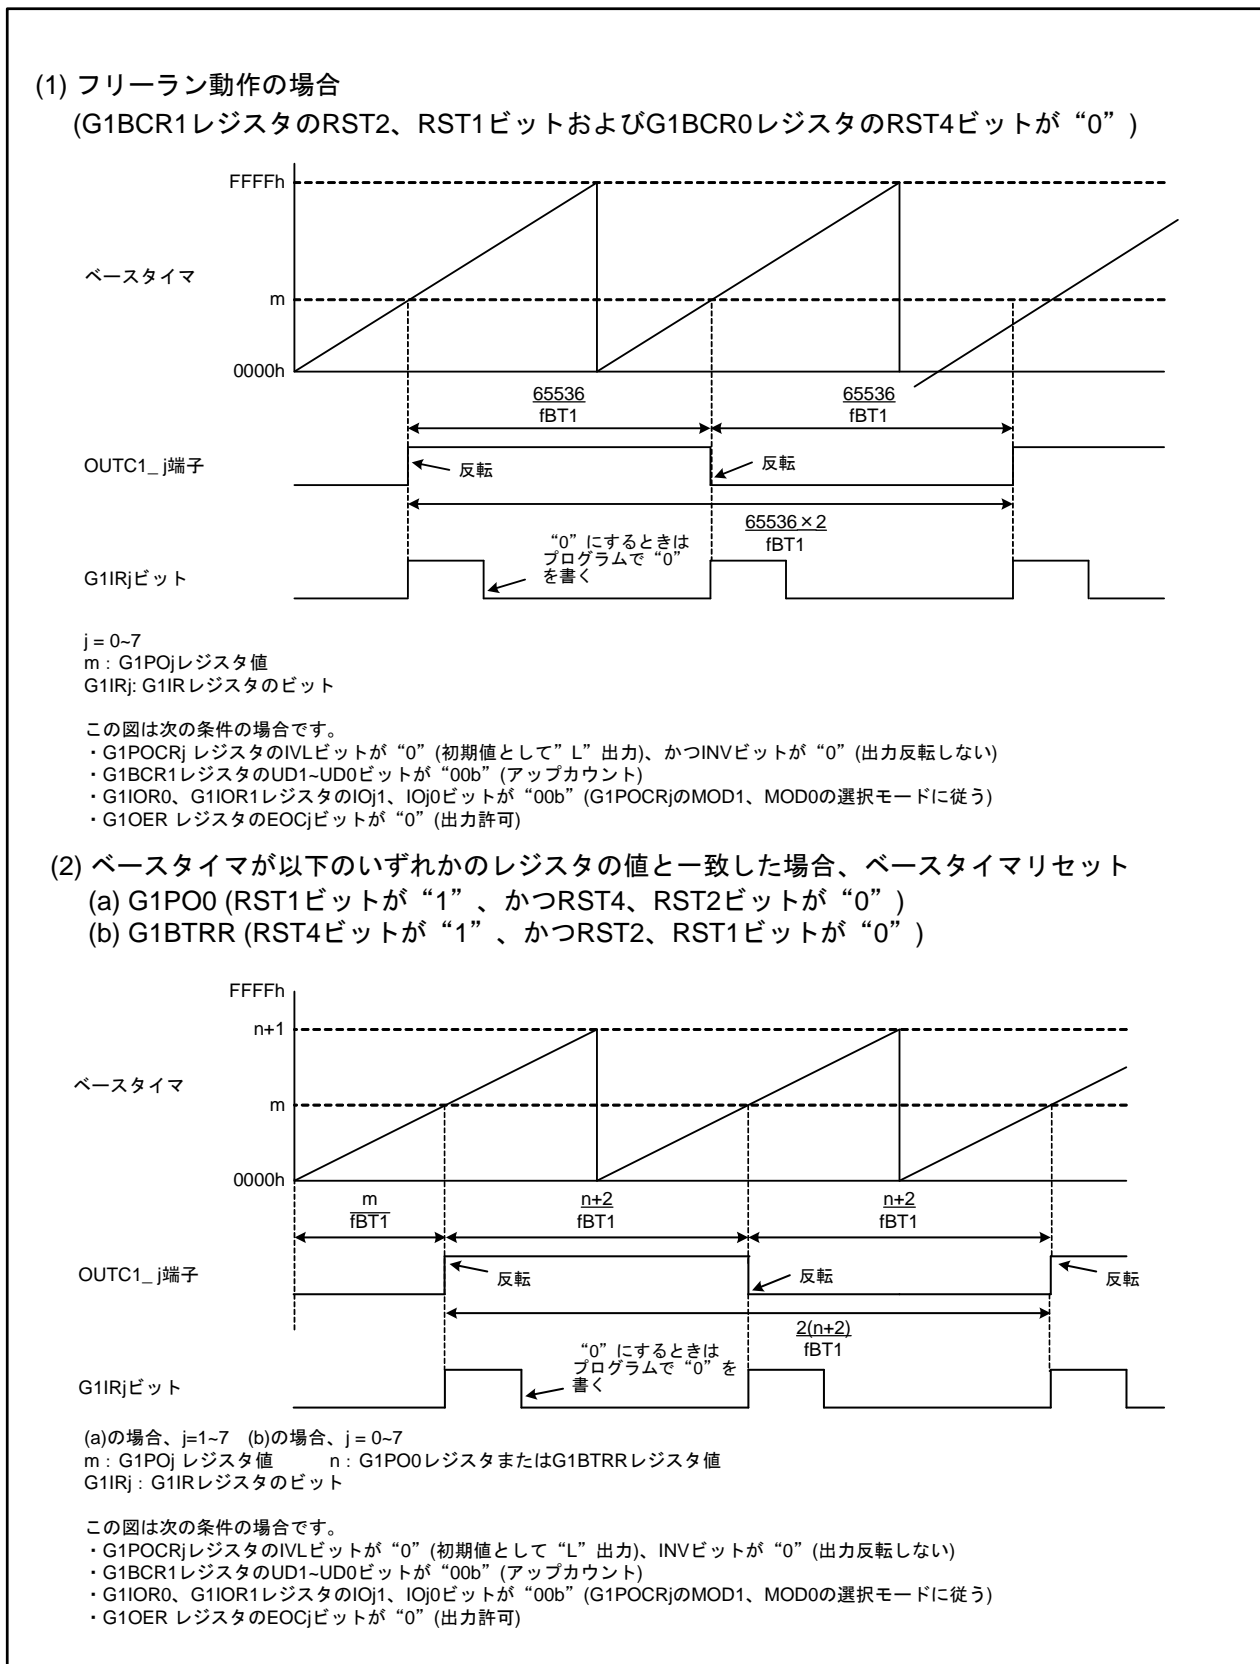 (1) フリーラン動作の場合
(G1BCR1レジスタのRST2、RST1ビットおよびG1BCR0レジスタのRST4ビットが“0”)
FFFFh
ベースタイマ
m
0000h
65536
fBT1
65536
fBT1
OUTC1_ j端子
反転
反転
65536×2
fBT1
“0”にするときは
プログラムで“0”
を書く
G1IRjビット
j = 0~7
m : G1POjレジスタ値
G1IRj: G1IRレジスタのビット
この図は次の条件の場合です。
・G1POCRj レジスタのIVLビットが“0”(初期値として”L”出力)、かつINVビットが“0”(出力反転しない)
・G1BCR1レジスタのUD1~UD0ビットが“00b”(アップカウント)
・G1IOR0、G1IOR1レジスタのIOj1、IOj0ビットが“00b”(G1POCRjのMOD1、MOD0の選択モードに従う)
・G1OER レジスタのEOCjビットが“0”(出力許可)
(2) ベースタイマが以下のいずれかのレジスタの値と一致した場合、ベースタイマリセット
(a) G1PO0 (RST1ビットが“1”、かつRST4、RST2ビットが“0”)
(b) G1BTRR (RST4ビットが“1”、かつRST2、RST1ビットが“0”)
FFFFh
n+1
ベースタイマ
m
0000h
m
fBT1
n+2
fBT1
n+2
fBT1
OUTC1_ j端子
反転
反転
反転
2(n+2)
fBT1
“0”にするときは
プログラムで“0”を
書く
G1IRjビット
(a)の場合、j=1~7 (b)の場合、j = 0~7
m : G1POj レジスタ値 n : G1PO0レジスタまたはG1BTRRレジスタ値
G1IRj : G1IRレジスタのビット
この図は次の条件の場合です。
・G1POCRjレジスタのIVLビットが“0”(初期値として“L”出力)、INVビットが“0”(出力反転しない)
・G1BCR1レジスタのUD1~UD0ビットが“00b”(アップカウント)
・G1IOR0、G1IOR1レジスタのIOj1、IOj0ビットが“00b”(G1POCRjのMOD1、MOD0の選択モードに従う)
・G1OER レジスタのEOCjビットが“0”(出力許可)